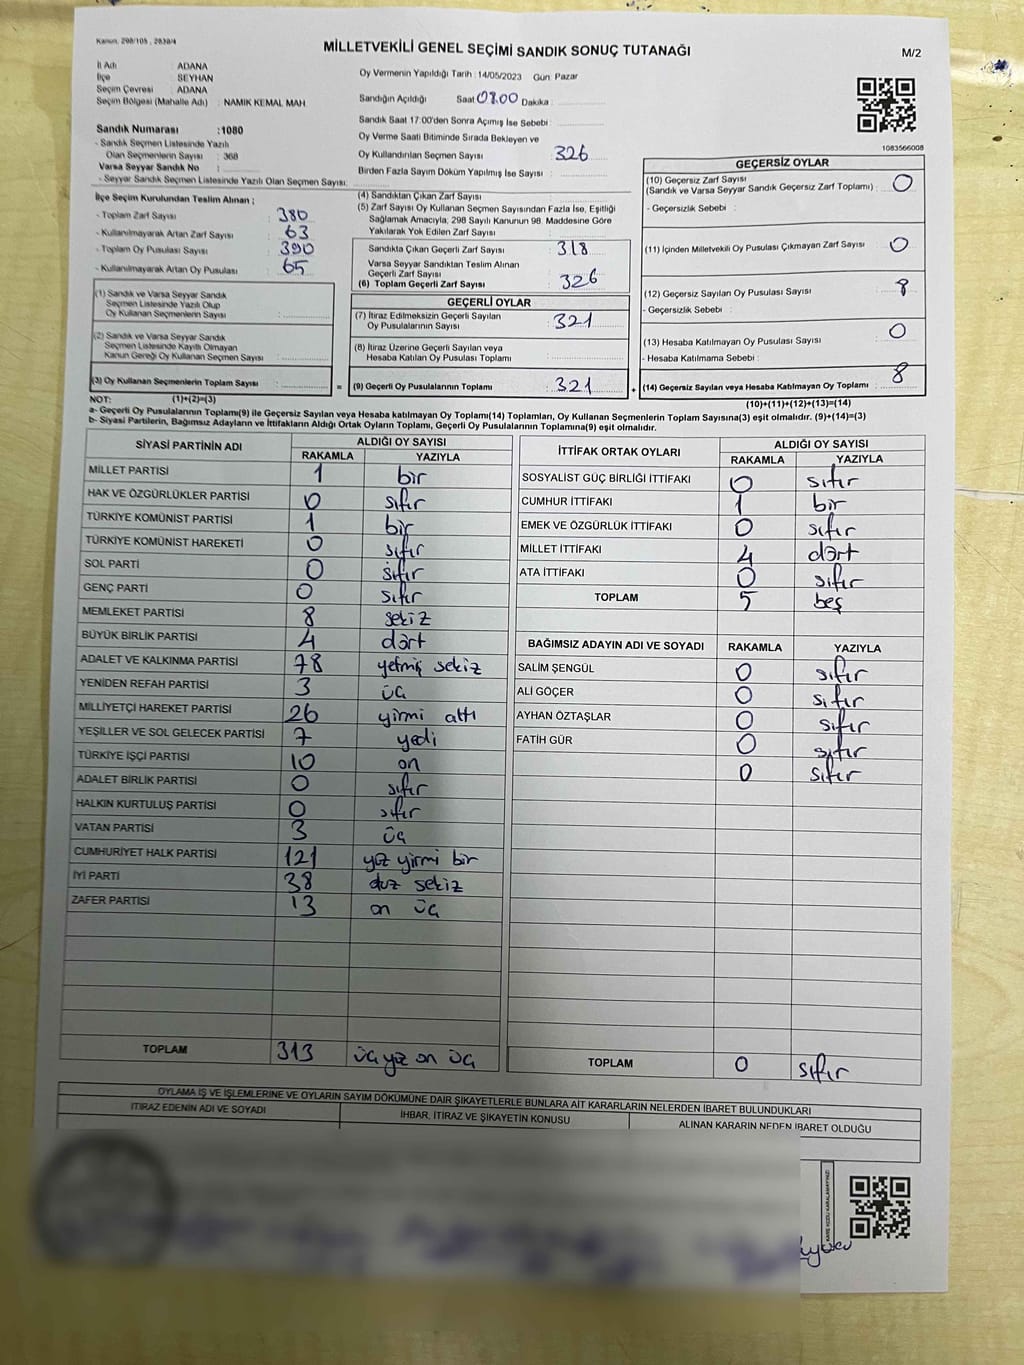 Kanun, 298/105 , 2839/4
MİLLETVEKİLİ GENEL SEÇİMİ SANDIK SONUÇ TUTANAĞI
M/2
İl Adı : ADANA
İlçe : SEYHAN
Seçim Çevresi : ADANA
Seçim Bölgesi (Mahalle Adı) : NAMIK KEMAL MAH.
Sandık Numarası :1080
- Sandık Seçmen Listesinde Yazılı
Olan Seçmenlerin Sayısı : 368
Varsa Seyyar Sandık No :
- Seyyar Sandık Seçmen Listesinde Yazılı Olan Seçmen Sayısı:
Oy Vermenin Yapıldığı Tarih : 14/05/2023 Gün: Pazar
Sandığın Açıldığı Saat 08.00 Dakika :
Sandık Saat 17:00'den Sonra Açımış İse Sebebi :
Oy Verme Saati Bitiminde Sırada Bekleyen ve
Oy Kullandırılan Seçmen Sayısı : 326
Birden Fazla Sayım Döküm Yapılmış İse Sayısı :
1083566008
İlçe Seçim Kurulundan Teslim Alınan ;
- Toplam Zarf Sayısı : 380
- Kullanılmayarak Artan Zarf Sayısı : 63
- Toplam Oy Pusulası Sayısı : 390
- Kullanılmayarak Artan Oy Pusulası : 65
(1) Sandık ve Varsa Seyyar Sandık
Seçmen Listesinde Yazılı Olup
Oy Kullanan Seçmenlerin Sayısı :
(2) Sandık ve Varsa Seyyar Sandık
Seçmen Listesinde Kayıtlı Olmayan
Kanun Gereği Oy Kullanan Seçmen Sayısı :
(3) Oy Kullanan Seçmenlerin Toplam Sayısı : =
(4) Sandıktan Çıkan Zarf Sayısı :
(5) Zarf Sayısı Oy Kullanan Seçmen Sayısından Fazla İse, Eşitliği
Sağlamak Amacıyla, 298 Sayılı Kanunun 98. Maddesine Göre
Yakılarak Yok Edilen Zarf Sayısı :
Sandıkta Çıkan Geçerli Zarf Sayısı : 318
Varsa Seyyar Sandıktan Teslim Alınan
Geçerli Zarf Sayısı :
(6) Toplam Geçerli Zarf Sayısı : 326
GEÇERLİ OYLAR
(7) İtiraz Edilmeksizin Geçerli Sayılan
Oy Pusulalarının Sayısı : 321
(8) İtiraz Üzerine Geçerli Sayılan veya
Hesaba Katılan Oy Pusulası Toplamı :
(9) Geçerli Oy Pusulalarının Toplamı : 321 +
GEÇERSİZ OYLAR
(10) Geçersiz Zarf Sayısı
(Sandık ve Varsa Seyyar Sandık Geçersiz Zarf Toplamı) : 0
- Geçersizlik Sebebi :
(11) İçinden Milletvekili Oy Pusulası Çıkmayan Zarf Sayısı : 0
(12) Geçersiz Sayılan Oy Pusulası Sayısı : 8
- Geçersizlik Sebebi :
(13) Hesaba Katılmayan Oy Pusulası Sayısı : 0
- Hesaba Katılmama Sebebi :
(14) Geçersiz Sayılan veya Hesaba Katılmayan Oy Toplamı : 8
NOT: (1)+(2)=(3)
(10)+(11)+(12)+(13)=(14)
a- Geçerli Oy Pusulalarının Toplamı(9) ile Geçersiz Sayılan veya Hesaba katılmayan Oy Toplamı(14) Toplamları, Oy Kullanan Seçmenlerin Toplam Sayısına(3) eşit olmalıdır. (9)+(14)=(3)
b- Siyasi Partilerin, Bağımsız Adayların ve İttifakların Aldığı Ortak Oyların Toplamı, Geçerli Oy Pusulalarının Toplamına(9) eşit olmalıdır.
SİYASİ PARTİNİN ADI ALDIĞI OY SAYISI
RAKAMLA YAZIYLA
MİLLET PARTİSİ 1 bir
HAK VE ÖZGÜRLÜKLER PARTİSİ 0 sıfır
TÜRKİYE KOMÜNİST PARTİSİ 1 bir
TÜRKİYE KOMÜNİST HAREKETİ 0 sıfır
SOL PARTİ 0 sıfır
GENÇ PARTİ 0 sıfır
MEMLEKET PARTİSİ 8 sekiz
BÜYÜK BİRLİK PARTİSİ 4 dört
ADALET VE KALKINMA PARTİSİ 78 yetmiş sekiz
YENİDEN REFAH PARTİSİ 3 üç
MİLLİYETÇİ HAREKET PARTİSİ 26 yirmi altı
YEŞİLLER VE SOL GELECEK PARTİSİ 7 yedi
TÜRKİYE İŞÇİ PARTİSİ 10 on
ADALET BİRLİK PARTİSİ 0 sıfır
HALKIN KURTULUŞ PARTİSİ 0 sıfır
VATAN PARTİSİ 3 üç
CUMHURİYET HALK PARTİSİ 121 yüz yirmi bir
İYİ PARTİ 38 otuz sekiz
ZAFER PARTİSİ 13 on üç
TOPLAM 313 üç yüz on üç
İTTİFAK ORTAK OYLARI ALDIĞI OY SAYISI
RAKAMLA YAZIYLA
SOSYALİST GÜÇ BİRLİĞİ İTTİFAKI 0 sıfır
CUMHUR İTTİFAKI 1 bir
EMEK VE ÖZGÜRLÜK İTTİFAKI 0 sıfır
MİLLET İTTİFAKI 4 dört
ATA İTTİFAKI 0 sıfır
TOPLAM 5 beş
BAĞIMSIZ ADAYIN ADI VE SOYADI RAKAMLA YAZIYLA
SALİM ŞENGÜL 0 sıfır
ALİ GÖÇER 0 sıfır
AYHAN ÖZTAŞLAR 0 sıfır
FATİH GÜR 0 sıfır
0 sıfır
TOPLAM 0 sıfır
OYLAMA İŞ VE İŞLEMLERİNE VE OYLARIN SAYIM DÖKÜMÜNE DAİR ŞİKAYETLERLE BUNLARA AİT KARARLARIN NELERDEN İBARET BULUNDUKLARI
İTİRAZ EDENİN ADI VE SOYADI İHBAR, İTİRAZ VE ŞİKAYETİN KONUSU ALINAN KARARIN NEDEN İBARET OLDUĞU
KARE KODU KARALAMAYINIZ!